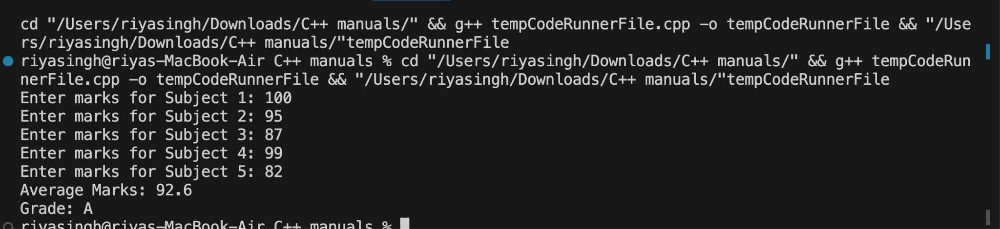 cd "/Users/riyasingh/Downloads/C++ manuals/" && g++ tempCodeRunnerFile.cpp -o tempCodeRunnerFile && "/Use
rs/riyasingh/Downloads/C++ manuals/"tempCodeRunnerFile
riyasingh@riyas-MacBook-Air C++ manuals % cd "/Users/riyasingh/Downloads/C++ manuals/" && g++ tempCodeRun
nerFile.cpp -o tempCodeRunnerFile && "/Users/riyasingh/Downloads/C++ manuals/"tempCodeRunnerFile
Enter marks for Subject 1: 100
Enter marks for Subject 2: 95
Enter marks for Subject 3: 87
Enter marks for Subject 4: 99
Enter marks for Subject 5: 82
Average Marks: 92.6
Grade: A
riyasingh@riyas-MacBook-Air C++ manuals %